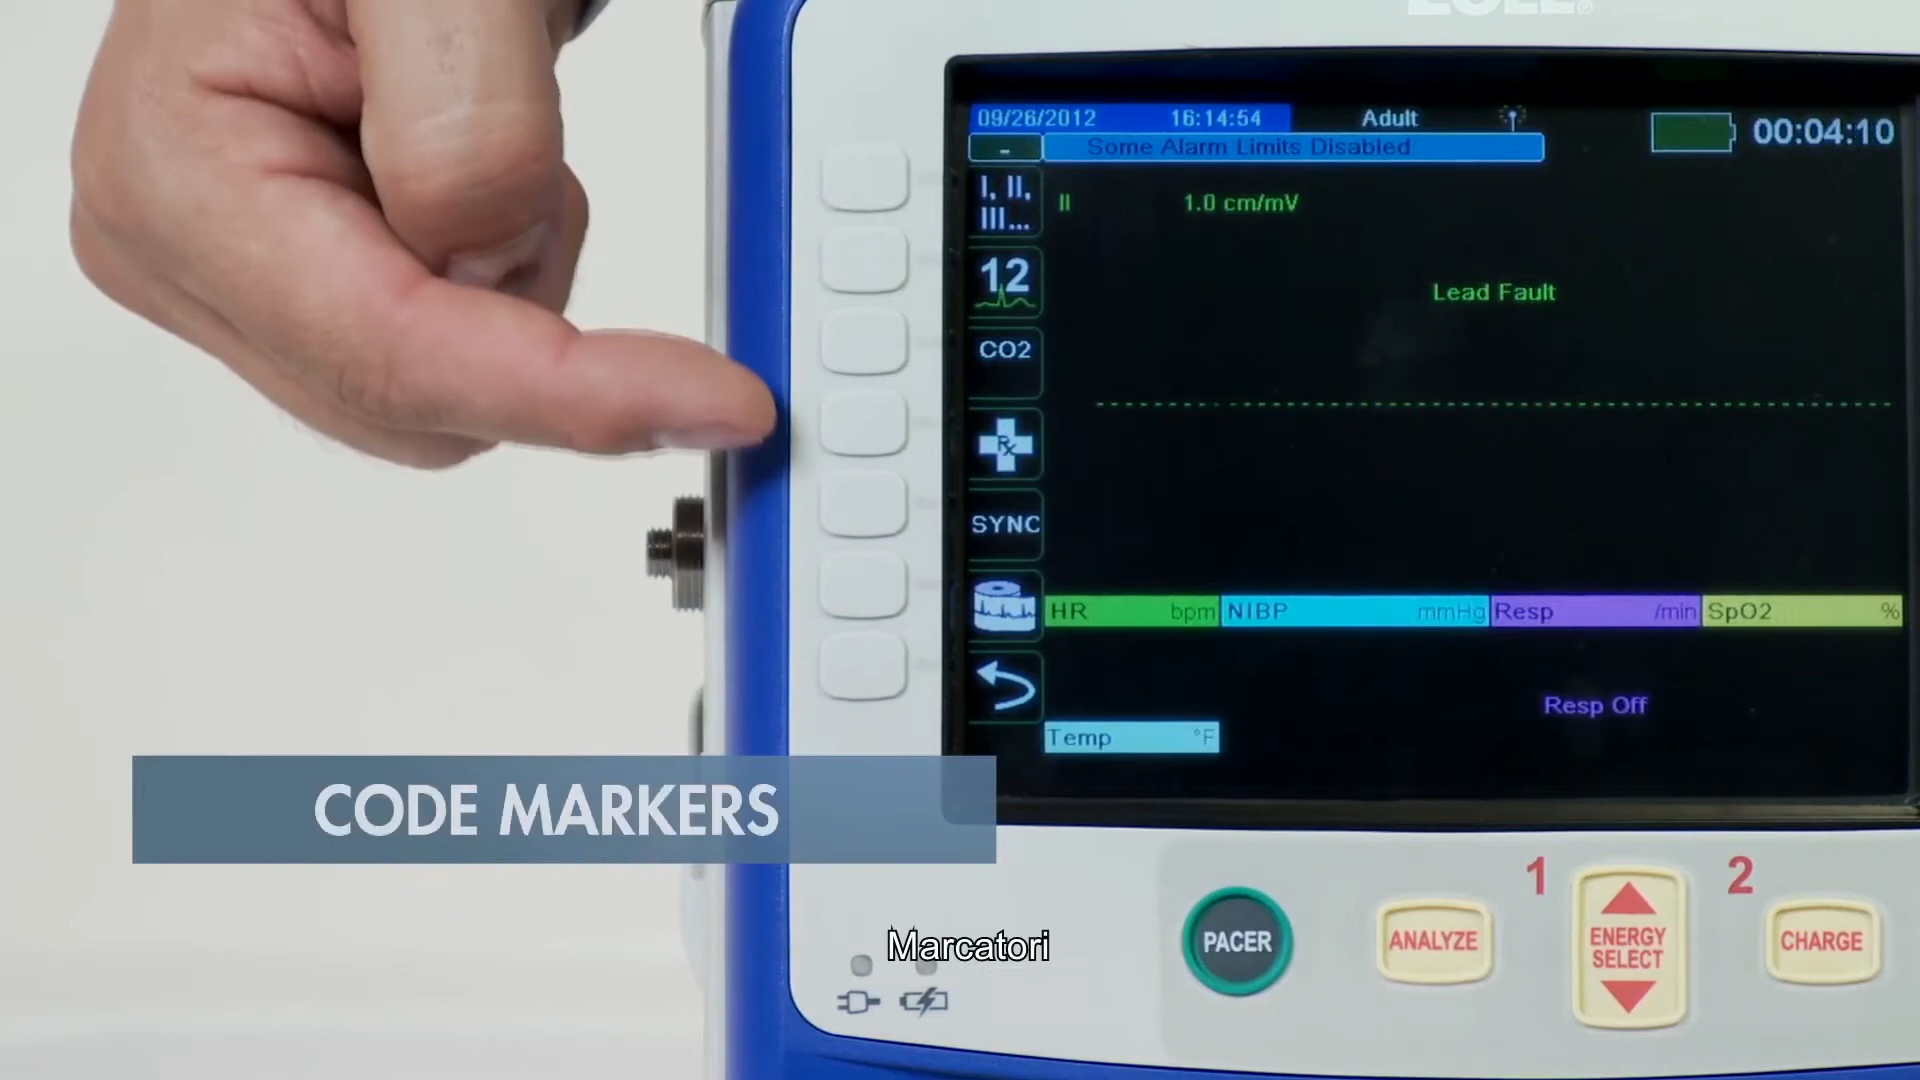 ZOLL®
09/26/2012 16:14:54 Adult 00:04:10
- Some Alarm Limits Disabled
I, II,
III...
II 1.0 cm/mV
12
Lead Fault
CO2
Rx
SYNC
HR bpm NIBP mmHg Resp /min SpO2 %
Resp Off
Temp °F
CODE MARKERS
1 2
PACER ANALYZE ENERGY
SELECT CHARGE
Marcatori